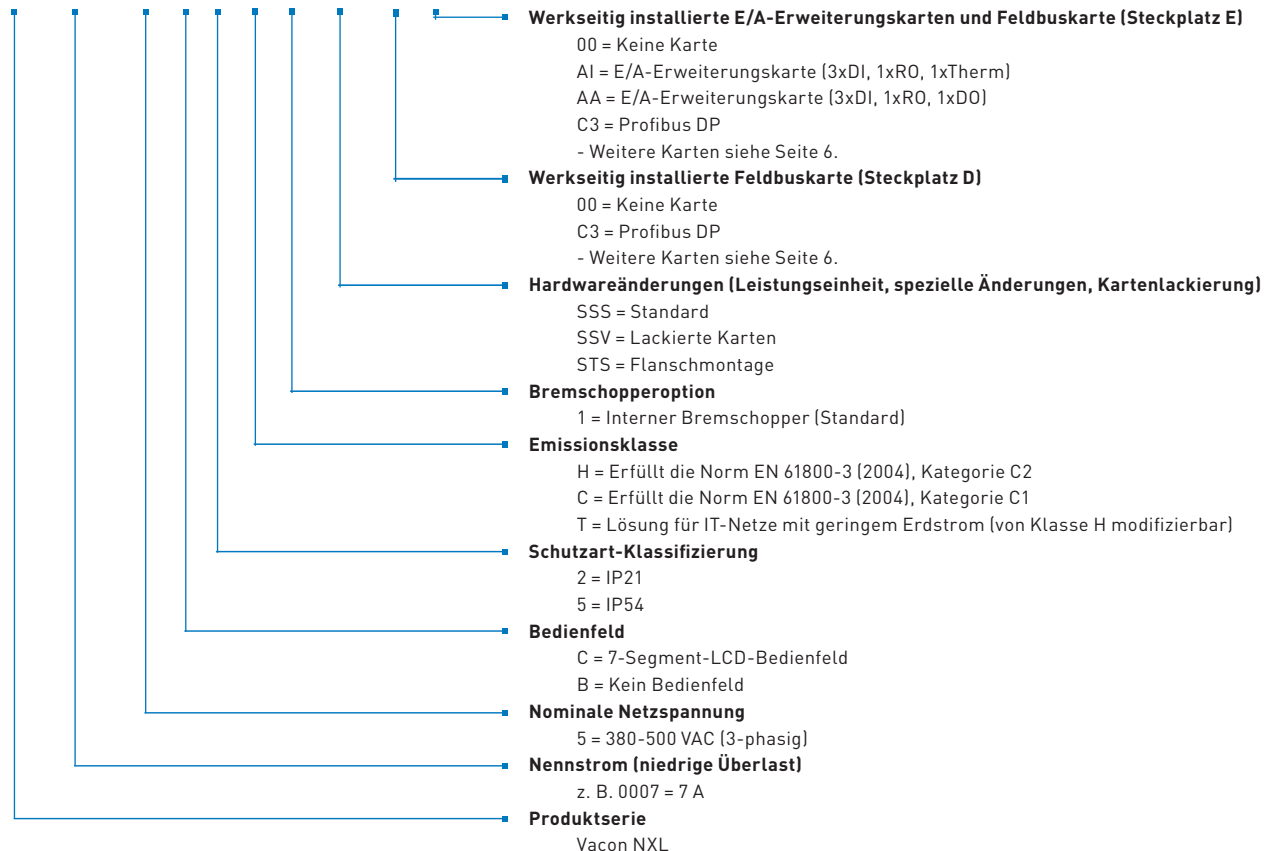 Werkseitig installierte E/A-Erweiterungskarten und Feldbuskarte (Steckplatz E)
00 = Keine Karte
AI = E/A-Erweiterungskarte (3xDI, 1xRO, 1xTherm)
AA = E/A-Erweiterungskarte (3xDI, 1xRO, 1xDO)
C3 = Profibus DP
- Weitere Karten siehe Seite 6.
Werkseitig installierte Feldbuskarte (Steckplatz D)
00 = Keine Karte
C3 = Profibus DP
- Weitere Karten siehe Seite 6.
Hardwareänderungen (Leistungseinheit, spezielle Änderungen, Kartenlackierung)
SSS = Standard
SSV = Lackierte Karten
STS = Flanschmontage
Bremschopperoption
1 = Interner Bremschopper (Standard)
Emissionsklasse
H = Erfüllt die Norm EN 61800-3 (2004), Kategorie C2
C = Erfüllt die Norm EN 61800-3 (2004), Kategorie C1
T = Lösung für IT-Netze mit geringem Erdstrom (von Klasse H modifizierbar)
Schutzart-Klassifizierung
2 = IP21
5 = IP54
Bedienfeld
C = 7-Segment-LCD-Bedienfeld
B = Kein Bedienfeld
Nominale Netzspannung
5 = 380-500 VAC (3-phasig)
Nennstrom (niedrige Überlast)
z. B. 0007 = 7 A
Produktserie
Vacon NXL